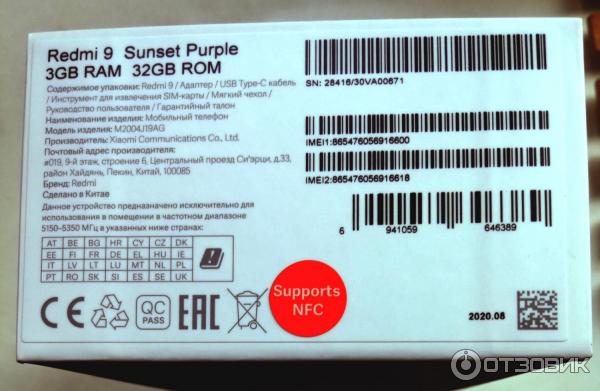 Redmi 9 Sunset Purple
3GB RAM 32GB ROM
Содержимое упаковки: Redmi 9 / Адаптер / USB Type-C кабель
/ Инструмент для извлечения SIM-карты / Мягкий чехол /
Руководство пользователя / Гарантийный талон
Наименование изделия: Мобильный телефон
Модель изделия: M2004J19AG
Производитель: Xiaomi Communications Co., Ltd.
Почтовый адрес производителя:
#019, 9-й этаж, строение 6, Центральный проезд Си'эрци, д.33,
район Хайдянь, Пекин, Китай, 100085
Бренд: Redmi
Сделано в Китае
Данное устройство предназначено исключительно для
использования в помещении в частотном диапазоне
5150-5350 МГц в указанных ниже странах:
AT BE BG HR CY CZ DK
EE FI FR DE EL HU IE
IT LV LT LU MT NL PL
PT RO SK SI ES SE UK
CE
QC
PASS
EAC
Supports
NFC
SN: 28416/30VA00671
IMEI1:865476056916600
IMEI2:865476056916618
6 941059 646389
2020.08
ОТЗОВИК